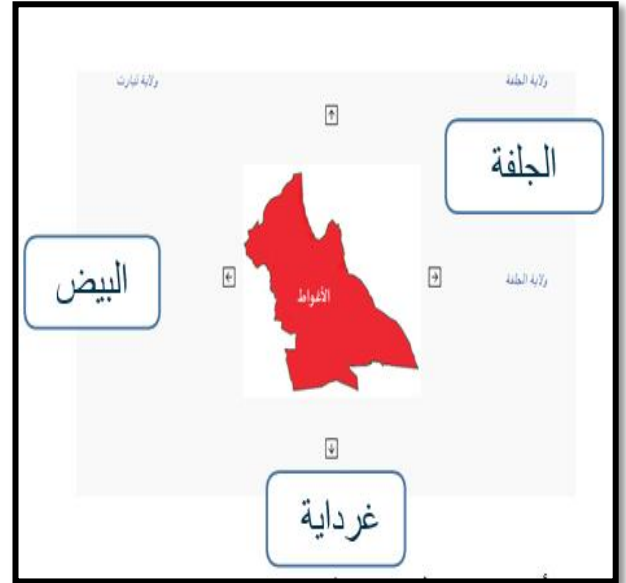 ولاية الجلفة
ولاية تيارت
الجلفة
البيض
الأغواط
ولاية الجلفة
غرداية